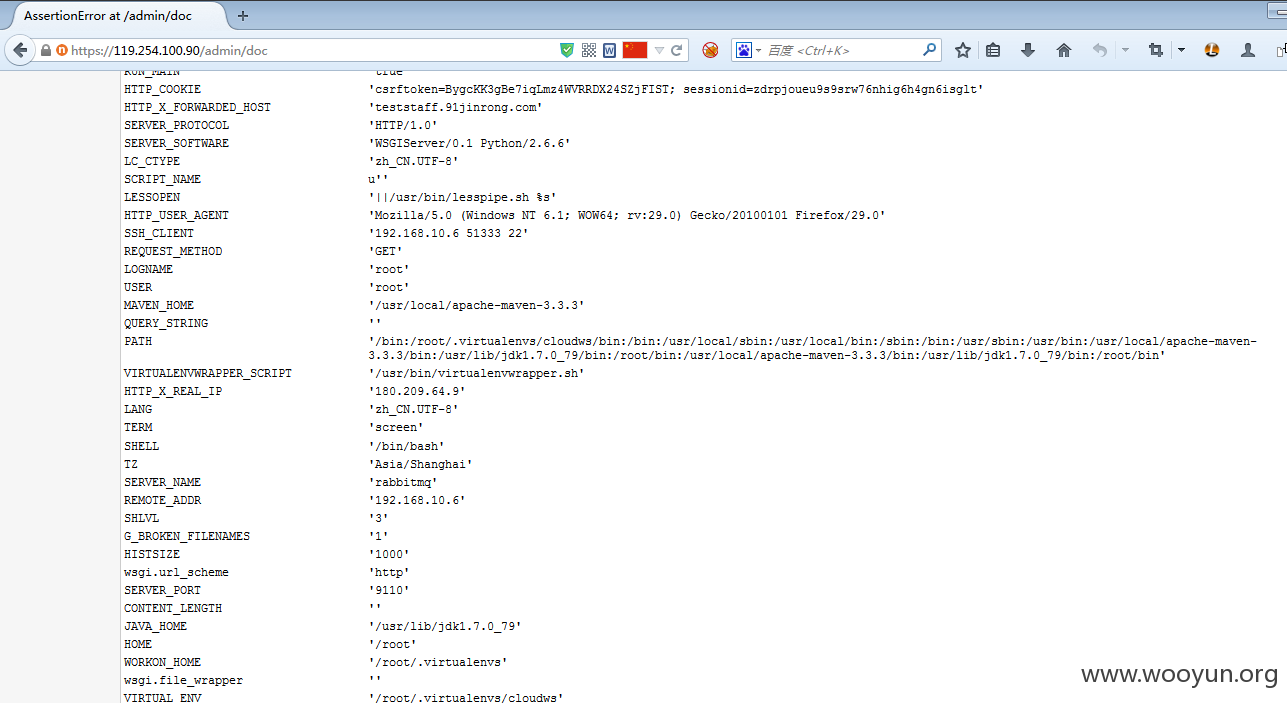 AssertionError at /admin/doc
https://119.254.100.90/admin/doc
百度 <Ctrl+K>
RUN_MAIN 'true'
HTTP_COOKIE 'csrftoken=BygcKK3gBe7iqLmz4WVRRDX24SZjFIST; sessionid=zdrpjoueu9s9srw76nhig6h4gn6isglt'
HTTP_X_FORWARDED_HOST 'teststaff.91jinrong.com'
SERVER_PROTOCOL 'HTTP/1.0'
SERVER_SOFTWARE 'WSGIServer/0.1 Python/2.6.6'
LC_CTYPE 'zh_CN.UTF-8'
SCRIPT_NAME u''
LESSOPEN '||/usr/bin/lesspipe.sh %s'
HTTP_USER_AGENT 'Mozilla/5.0 (Windows NT 6.1; WOW64; rv:29.0) Gecko/20100101 Firefox/29.0'
SSH_CLIENT '192.168.10.6 51333 22'
REQUEST_METHOD 'GET'
LOGNAME 'root'
USER 'root'
MAVEN_HOME '/usr/local/apache-maven-3.3.3'
QUERY_STRING ''
PATH '/bin:/root/.virtualenvs/cloudws/bin:/bin:/usr/local/sbin:/usr/local/bin:/sbin:/bin:/usr/sbin:/usr/bin:/usr/local/apache-maven-
3.3.3/bin:/usr/lib/jdk1.7.0_79/bin:/root/bin:/usr/local/apache-maven-3.3.3/bin:/usr/lib/jdk1.7.0_79/bin:/root/bin'
VIRTUALENVWRAPPER_SCRIPT '/usr/bin/virtualenvwrapper.sh'
HTTP_X_REAL_IP '180.209.64.9'
LANG 'zh_CN.UTF-8'
TERM 'screen'
SHELL '/bin/bash'
TZ 'Asia/Shanghai'
SERVER_NAME 'rabbitmq'
REMOTE_ADDR '192.168.10.6'
SHLVL '3'
G_BROKEN_FILENAMES '1'
HISTSIZE '1000'
wsgi.url_scheme 'http'
SERVER_PORT '9110'
CONTENT_LENGTH ''
JAVA_HOME '/usr/lib/jdk1.7.0_79'
HOME '/root'
WORKON_HOME '/root/.virtualenvs'
wsgi.file_wrapper ''
VIRTUAL_ENV '/root/.virtualenvs/cloudws'
www.wooyun.org